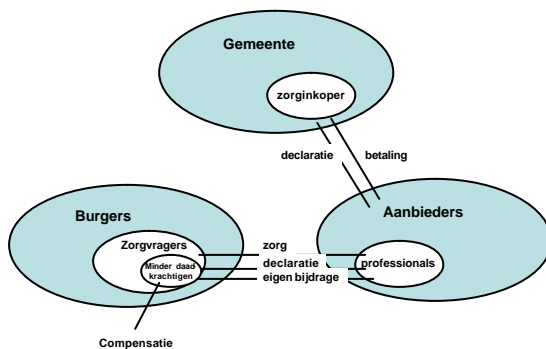 Gemeente
zorginkoper
declaratie
betaling
Burgers
Zorgvragers
Minder daad
krachtigen
Aanbieders
professionals
zorg
declaratie
eigen bijdrage
Compensatie